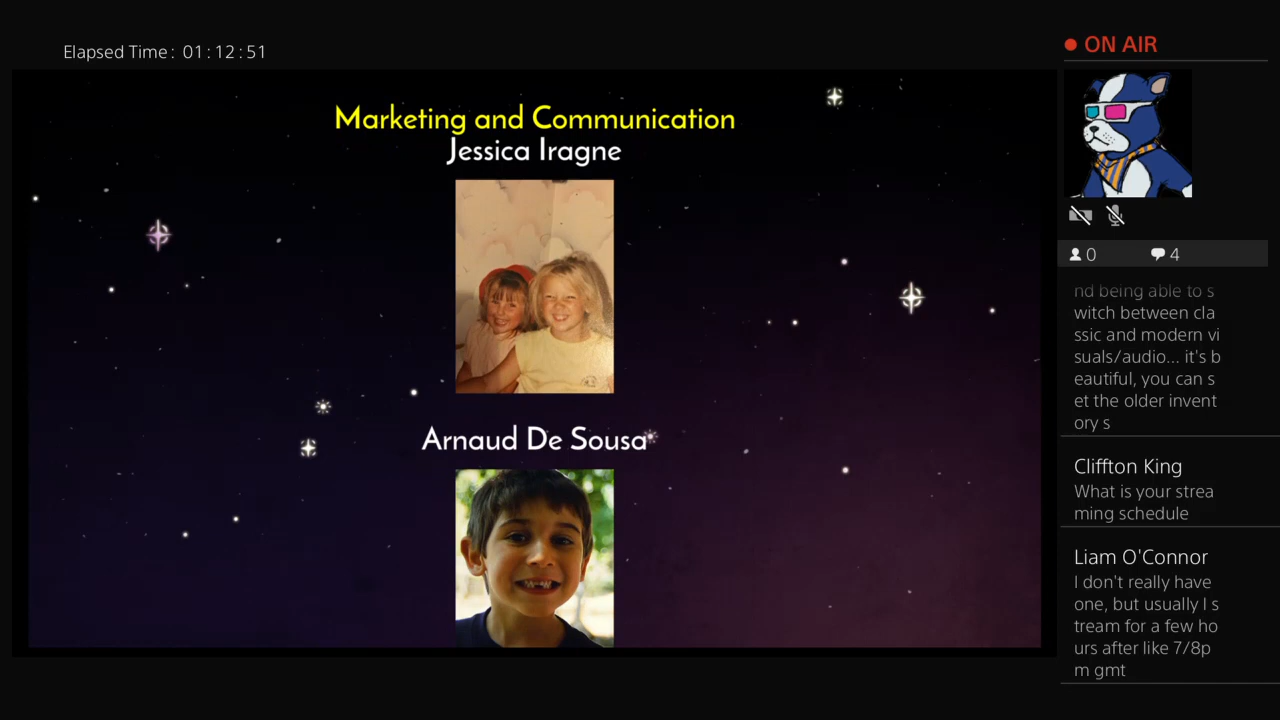 Elapsed Time: 01:12:51
ON AIR
Marketing and Communication
Jessica Iragne
Arnaud De Sousa
0
4
nd being able to s
witch between cla
ssic and modern vi
suals/audio... it's b
eautiful, you can s
et the older invent
ory s
Cliffton King
What is your strea
ming schedule
Liam O'Connor
I don't really have
one, but usually I s
tream for a few ho
urs after like 7/8p
m gmt